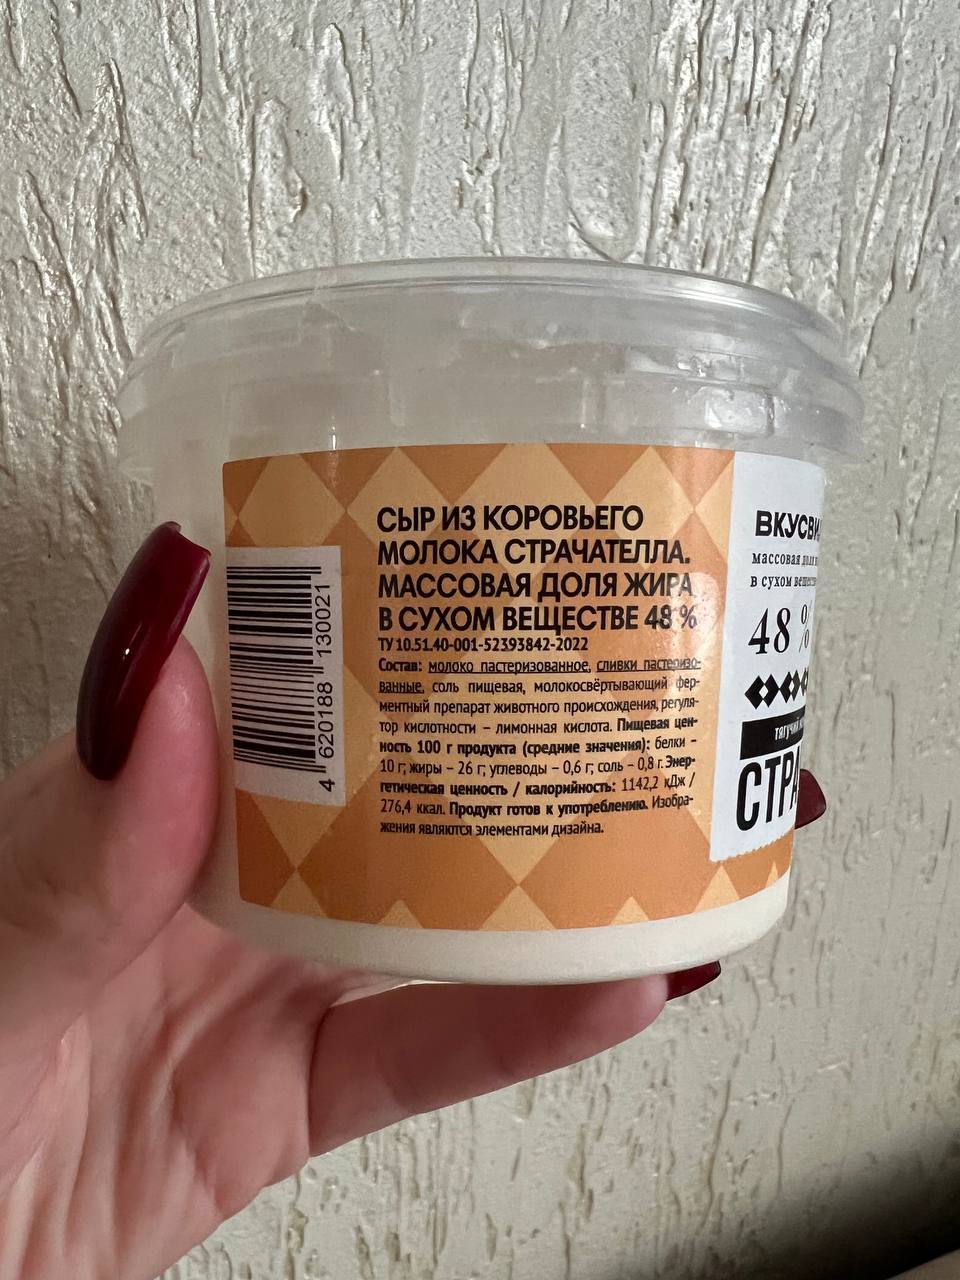 СЫР ИЗ КОРОВЬЕГО
МОЛОКА СТРАЧАТЕЛЛА.
МАССОВАЯ ДОЛЯ ЖИРА
В СУХОМ ВЕЩЕСТВЕ 48 %
ТУ 10.51.40-001-52393842-2022
Состав: молоко пастеризованное, сливки пастеризо-
ванные, соль пищевая, молокосвёртывающий фер-
ментный препарат животного происхождения, регуля-
тор кислотности – лимонная кислота. Пищевая цен-
ность 100 г продукта (средние значения): белки –
10 г; жиры – 26 г; углеводы – 0,6 г; соль – 0,8 г. Энер-
гетическая ценность / калорийность: 1142,2 кДж /
276,4 ккал. Продукт готов к употреблению. Изобра-
жения являются элементами дизайна.
4 620188 130021
ВКУСВИ
массовая доля
в сухом
48 %
тягучий
СТРА